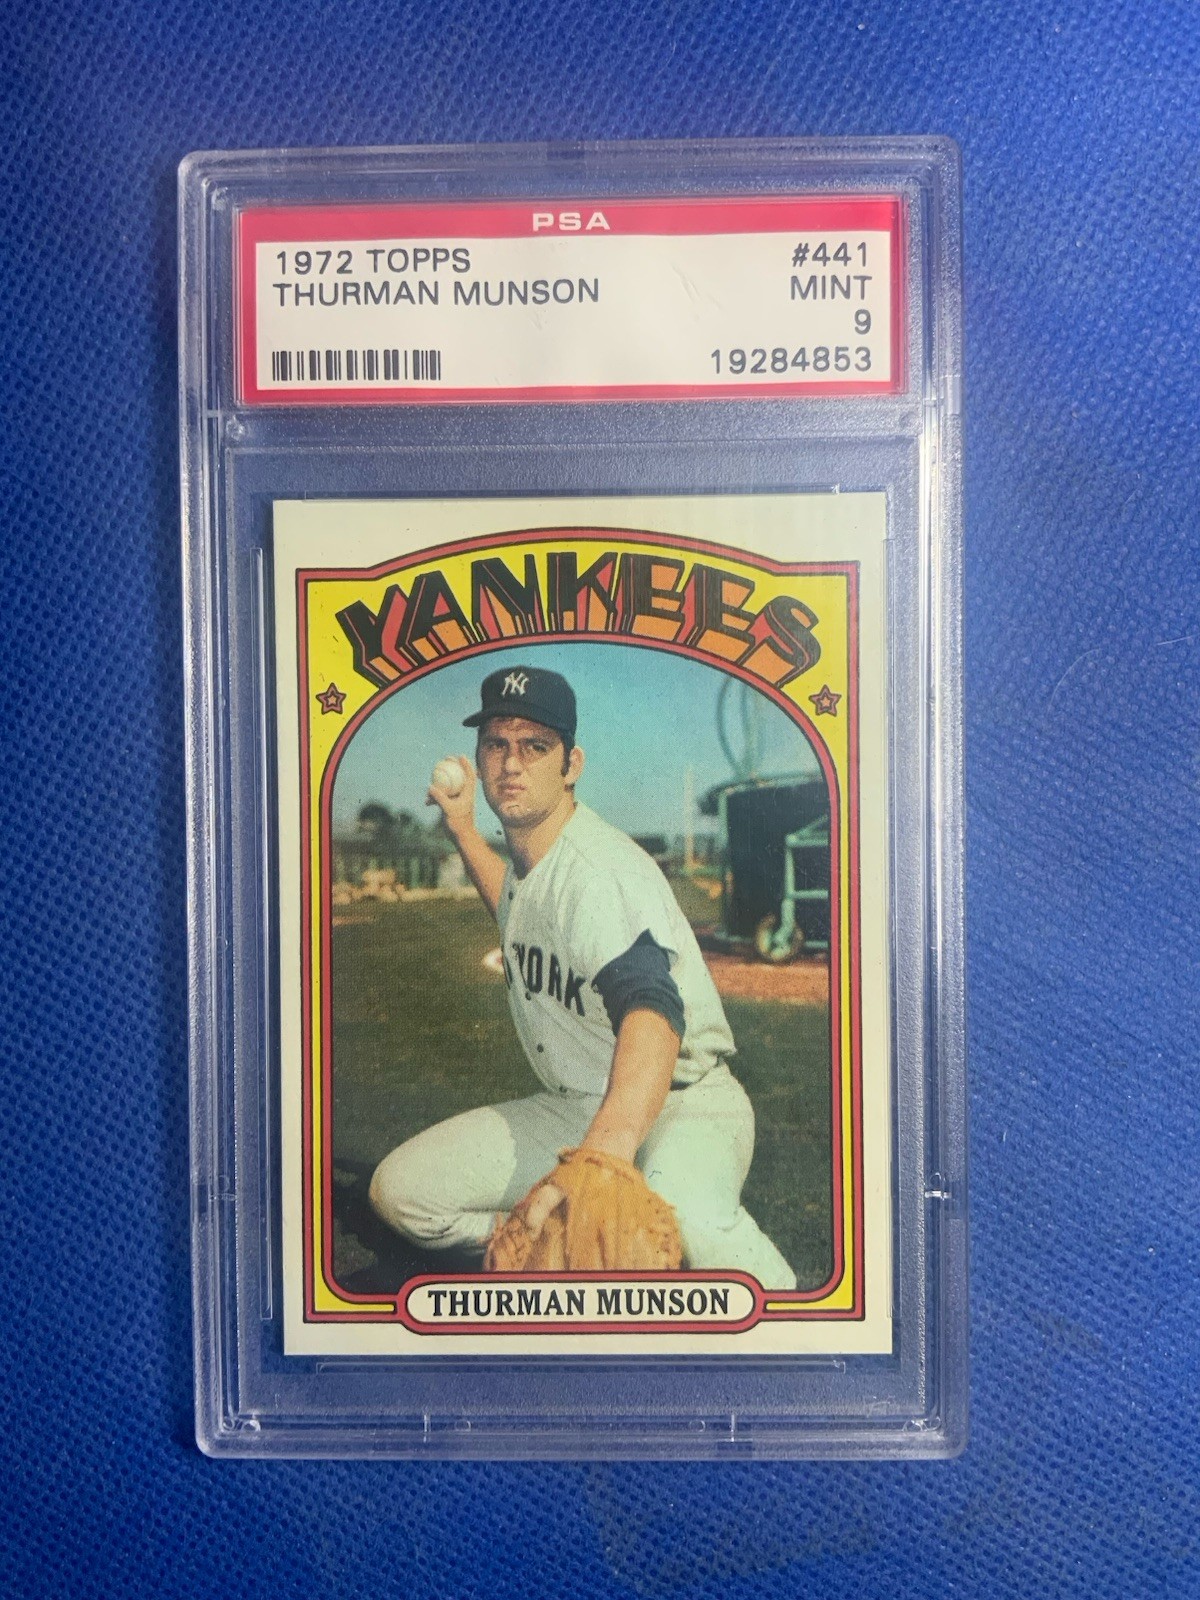 PSA
1972 TOPPS #441
THURMAN MUNSON MINT
9
19284853
YANKEES
NY
YORK
THURMAN MUNSON